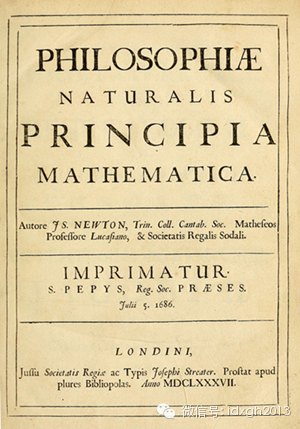 PHILOSOPHIÆ
NATURALIS
PRINCIPIA
MATHEMATICA.
Autore JS. NEWTON, Trin. Coll. Cantab. Soc. Matheseos
Professore Lucasiano, & Societatis Regalis Sodali.
IMPRIMATUR.
S. PEPYS, Reg. Soc. PRÆSES.
Julii 5. 1686.
LONDINI,
Jussu Societatis Regiæ ac Typis Josephi Streater. Prostat apud
plures Bibliopolas. Anno MDCLXXXVII.
微信号: ldxgh2013